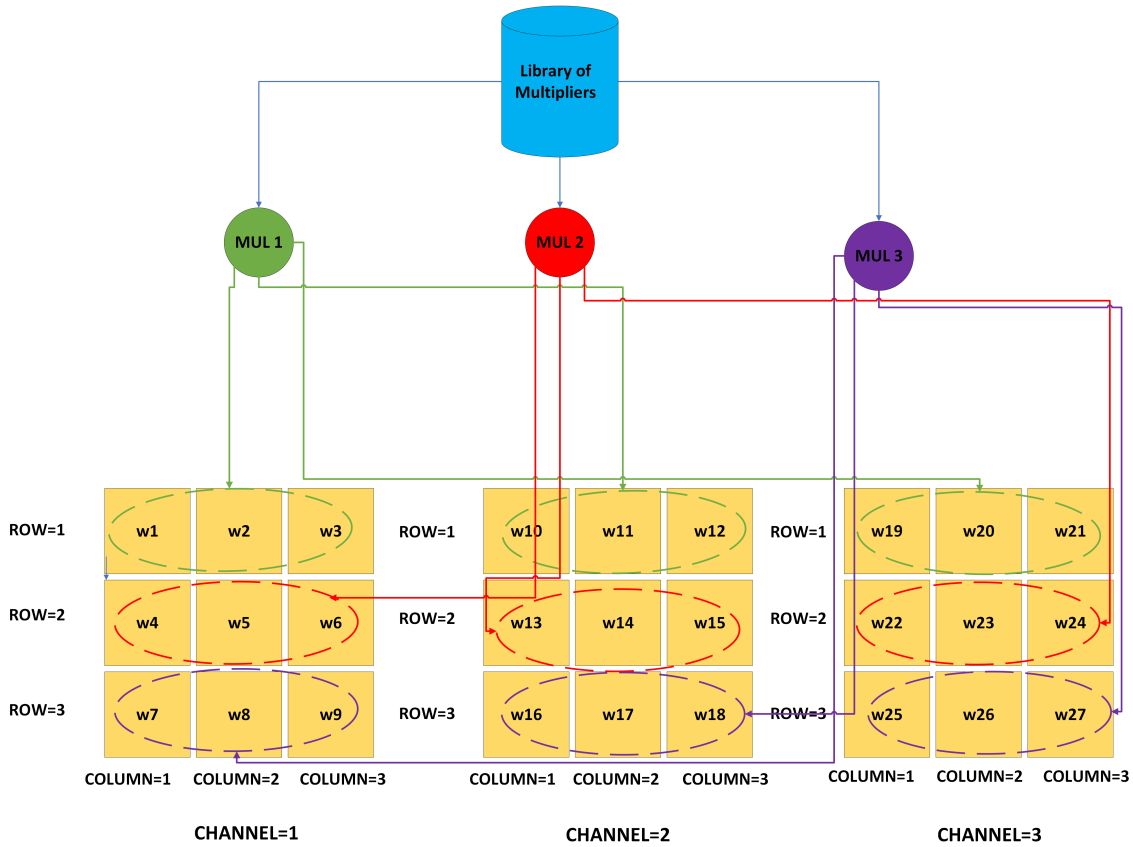 Library of
Multipliers
MUL 1
MUL 2
MUL 3
ROW=1
w1
w2
w3
ROW=1
w10
w11
w12
ROW=1
w19
w20
w21
ROW=2
w4
w5
w6
ROW=2
w13
w14
w15
ROW=2
w22
w23
w24
ROW=3
w7
w8
w9
ROW=3
w16
w17
w18
ROW=3
w25
w26
w27
COLUMN=1
COLUMN=2
COLUMN=3
COLUMN=1
COLUMN=2
COLUMN=3
COLUMN=1
COLUMN=2
COLUMN=3
CHANNEL=1
CHANNEL=2
CHANNEL=3